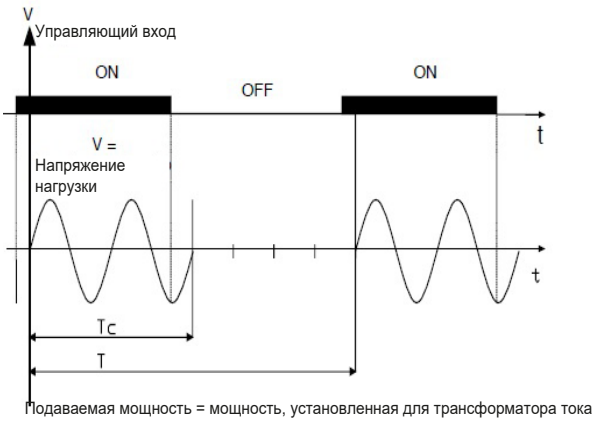 V
Управляющий вход
ON
OFF
ON
t
V =
Напряжение
нагрузки
t
Tc
T
Подаваемая мощность = мощность, установленная для трансформатора тока